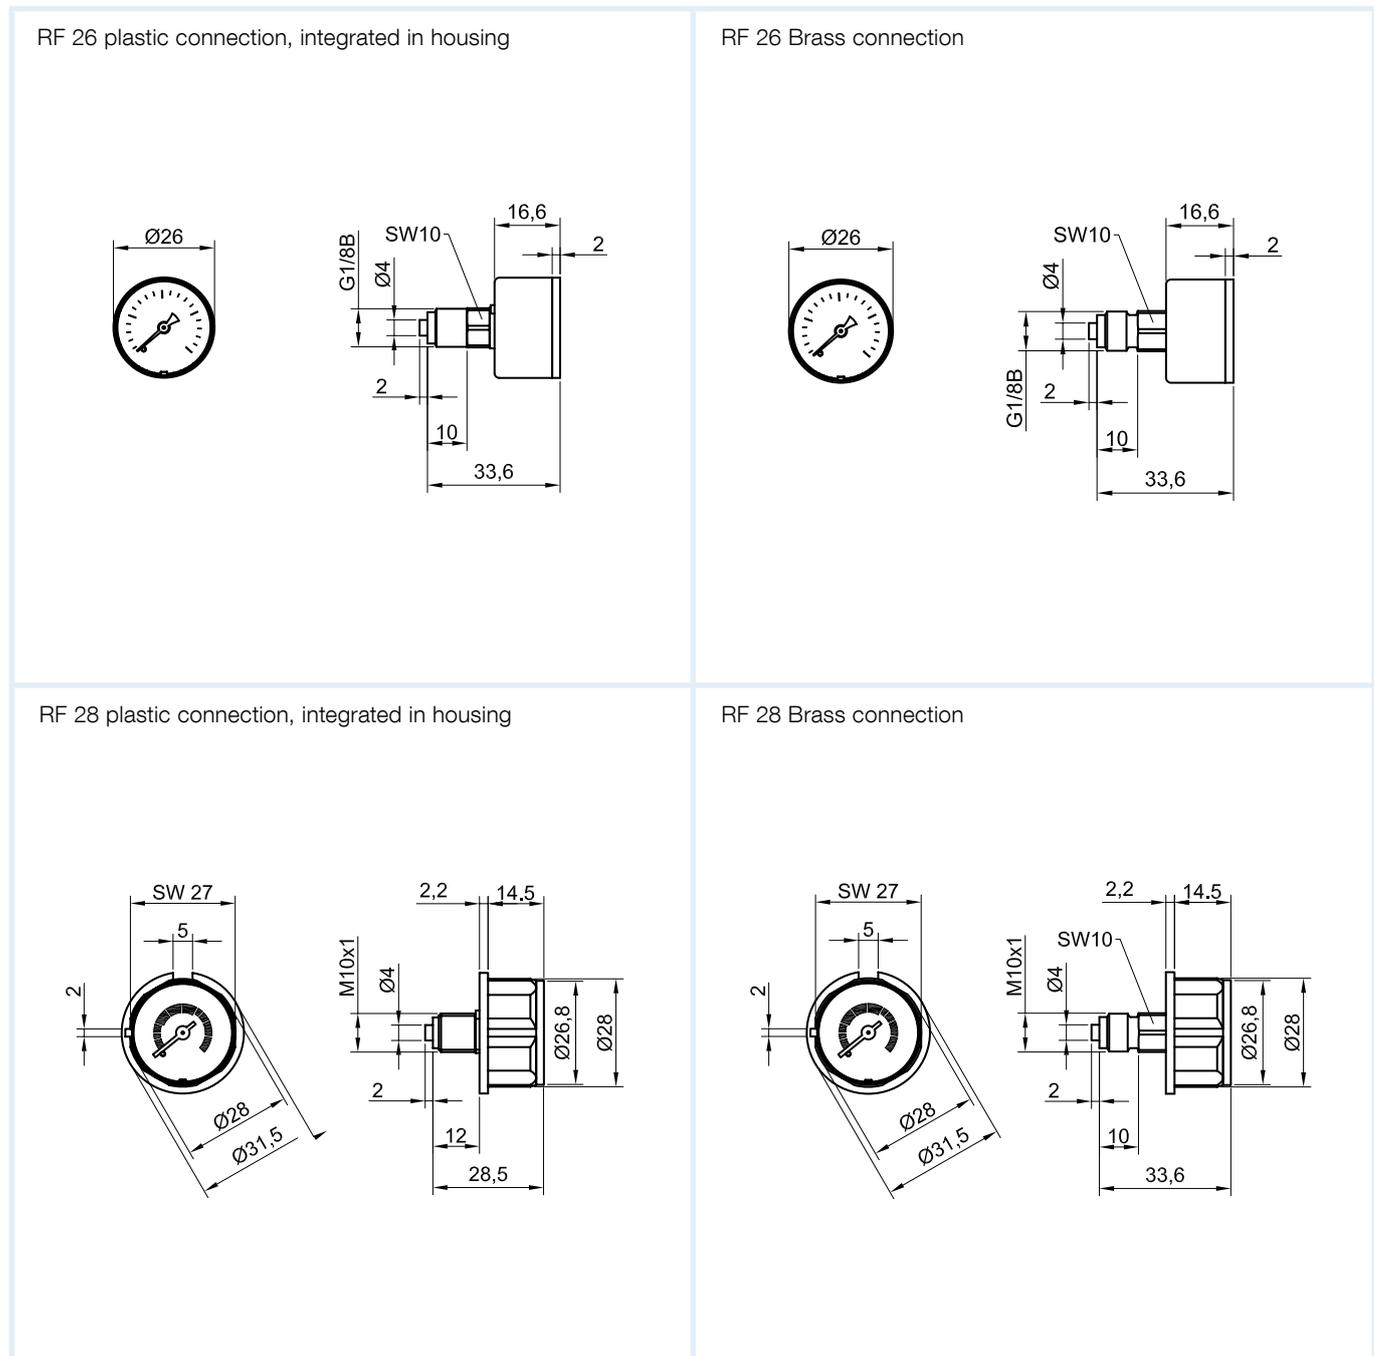 RF 26 plastic connection, integrated in housing
Ø26
G1/8B
Ø4
SW10
16,6
2
2
10
33,6
RF 26 Brass connection
Ø26
G1/8B
Ø4
SW10
16,6
2
2
10
33,6
RF 28 plastic connection, integrated in housing
SW 27
5
2
Ø28
Ø31,5
M10x1
Ø4
2,2
14.5
Ø26,8
Ø28
2
12
28,5
RF 28 Brass connection
SW 27
5
2
Ø28
Ø31,5
M10x1
Ø4
SW10
2,2
14.5
Ø26,8
Ø28
2
10
33,6